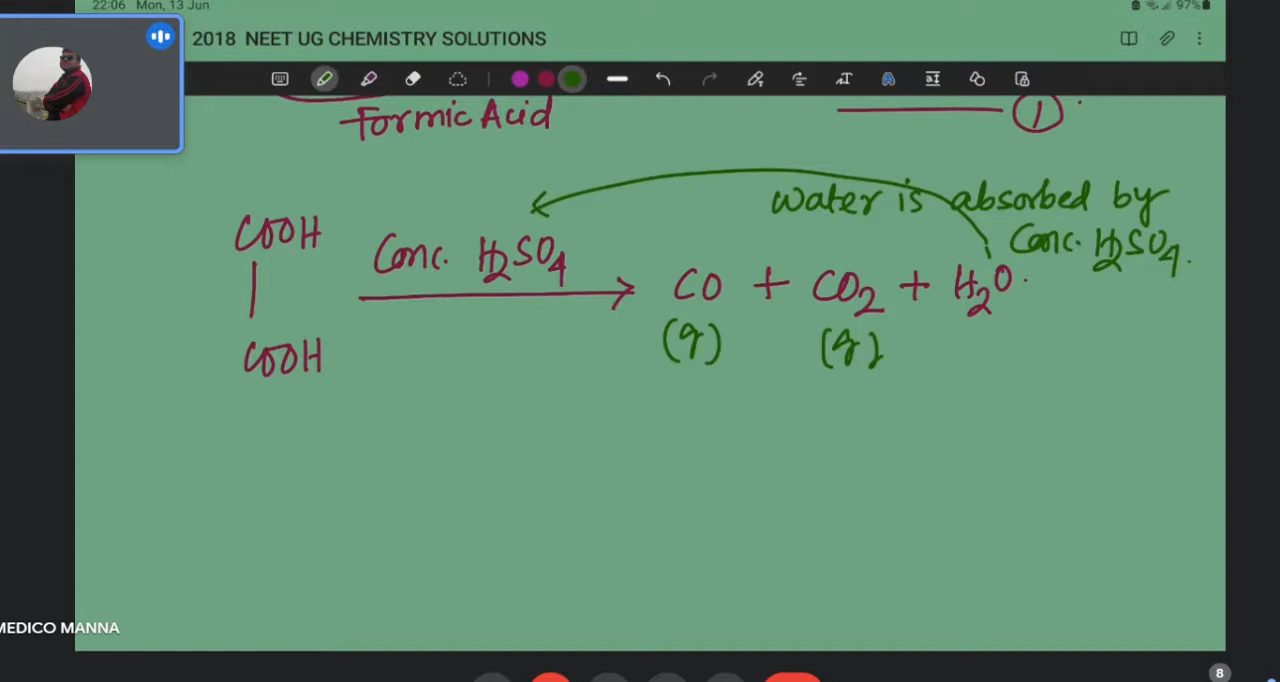 22:06 Mon, 13 Jun
97%
2018 NEET UG CHEMISTRY SOLUTIONS
Formic Acid
1
Water is absorbed by
Conc. H2SO4.
COOH
Conc. H2SO4
CO + CO2 + H2O.
(g) (g)
COOH
MEDICO MANNA
8